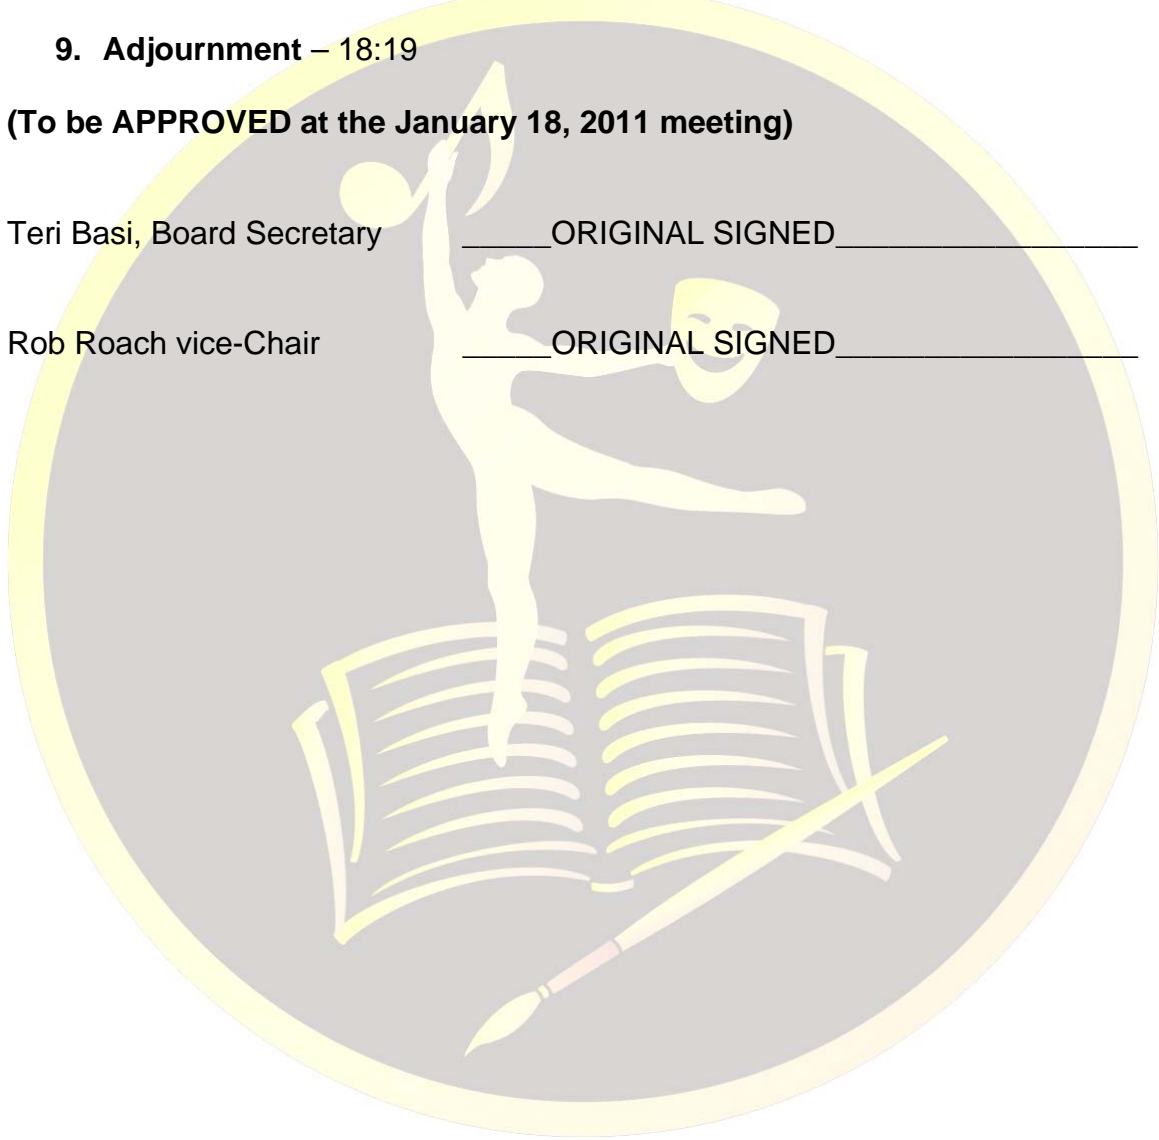 9. Adjournment – 18:19
(To be APPROVED at the January 18, 2011 meeting)
Teri Basi, Board Secretary _____ORIGINAL SIGNED_________________
Rob Roach vice-Chair _____ORIGINAL SIGNED_________________